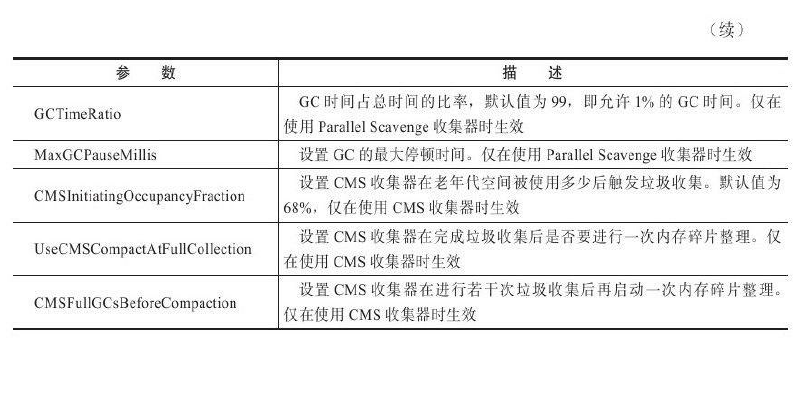 （续）
参 数 描 述
GCTimeRatio
GC 时间占总时间的比率，默认值为 99，即允许 1% 的 GC 时间。仅在
使用 Parallel Scavenge 收集器时生效
MaxGCPauseMillis
设置 GC 的最大停顿时间。仅在使用 Parallel Scavenge 收集器时生效
CMSInitiatingOccupancyFraction
设置 CMS 收集器在老年代空间被使用多少后触发垃圾收集。默认值为
68%，仅在使用 CMS 收集器时生效
UseCMSCompactAtFullCollection
设置 CMS 收集器在完成垃圾收集后是否要进行一次内存碎片整理。仅
在使用 CMS 收集器时生效
CMSFullGCsBeforeCompaction
设置 CMS 收集器在进行若干次垃圾收集后再启动一次内存碎片整理。
仅在使用 CMS 收集器时生效